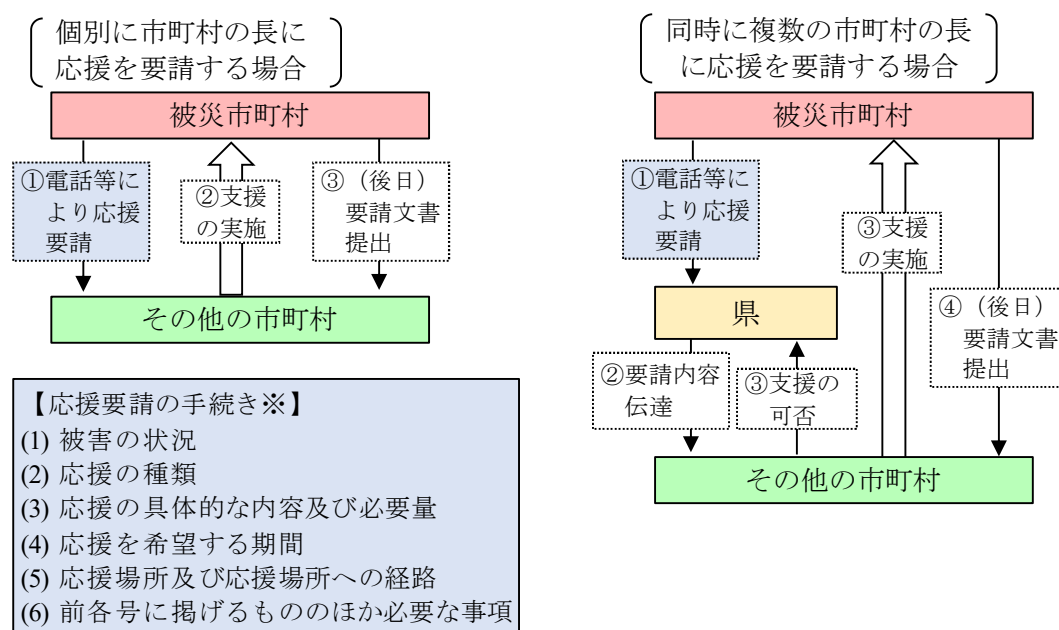 個別に市町村の長に
応援を要請する場合
被災市町村
①電話等に
より応援
要請
②支援
の実施
③（後日）
要請文書
提出
その他の市町村
【応援要請の手続き※】
(1) 被害の状況
(2) 応援の種類
(3) 応援の具体的な内容及び必要量
(4) 応援を希望する期間
(5) 応援場所及び応援場所への経路
(6) 前各号に掲げるもののほか必要な事項
同時に複数の市町村の長
に応援を要請する場合
被災市町村
①電話等に
より応援
要請
県
②要請内容
伝達
③支援の
可否
③支援
の実施
④（後日）
要請文書
提出
その他の市町村